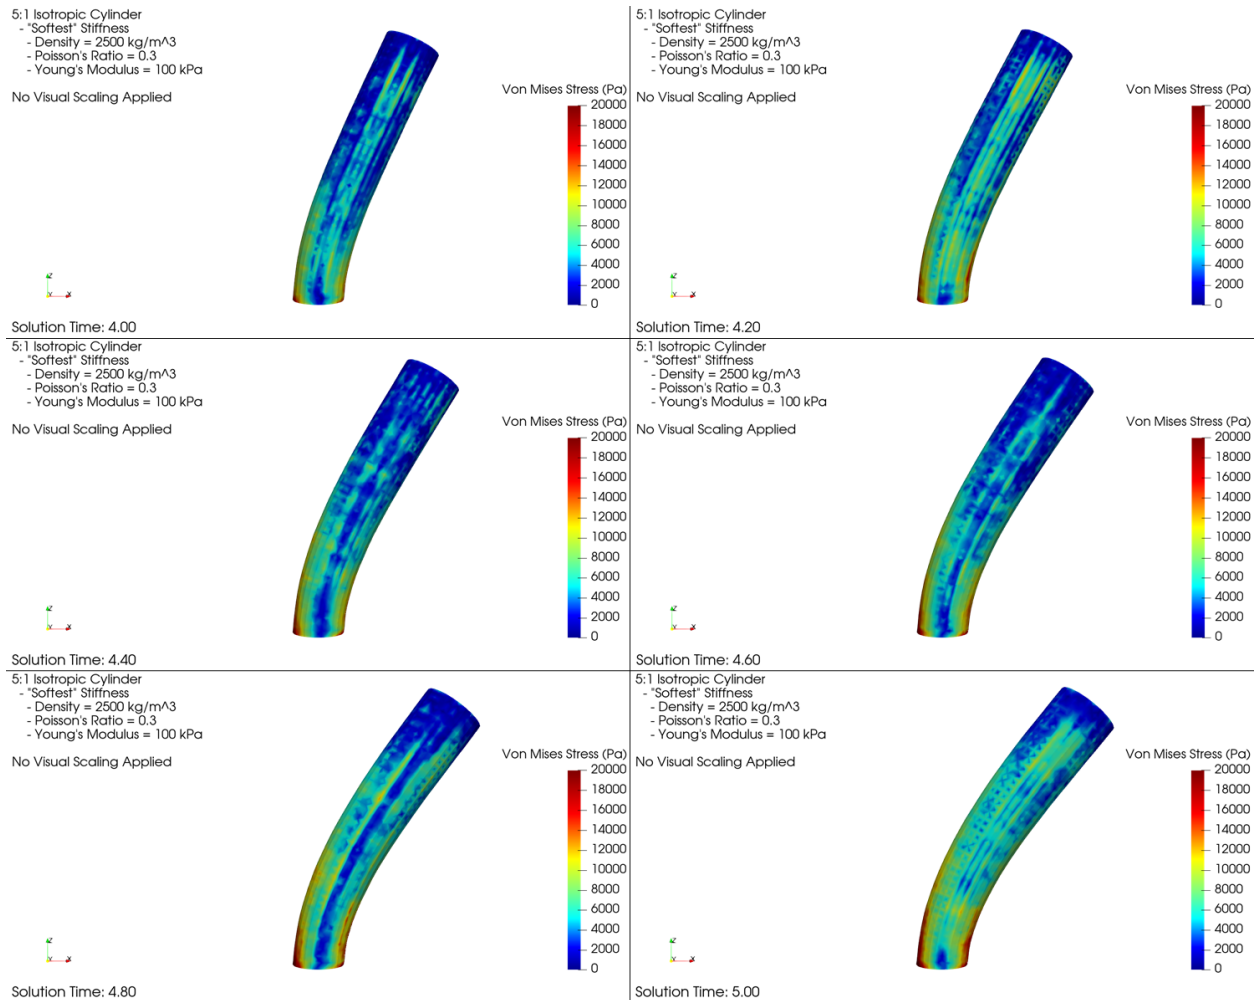 5:1 Isotropic Cylinder
- "Softest" Stiffness
- Density = 2500 kg/m^3
- Poisson's Ratio = 0.3
- Young's Modulus = 100 kPa
No Visual Scaling Applied
Von Mises Stress (Pa)
20000
18000
16000
14000
12000
10000
8000
6000
4000
2000
0
Z
Y
X
Solution Time: 4.00
5:1 Isotropic Cylinder
- "Softest" Stiffness
- Density = 2500 kg/m^3
- Poisson's Ratio = 0.3
- Young's Modulus = 100 kPa
No Visual Scaling Applied
Von Mises Stress (Pa)
20000
18000
16000
14000
12000
10000
8000
6000
4000
2000
0
Z
Y
X
Solution Time: 4.20
5:1 Isotropic Cylinder
- "Softest" Stiffness
- Density = 2500 kg/m^3
- Poisson's Ratio = 0.3
- Young's Modulus = 100 kPa
No Visual Scaling Applied
Von Mises Stress (Pa)
20000
18000
16000
14000
12000
10000
8000
6000
4000
2000
0
Z
Y
X
Solution Time: 4.40
5:1 Isotropic Cylinder
- "Softest" Stiffness
- Density = 2500 kg/m^3
- Poisson's Ratio = 0.3
- Young's Modulus = 100 kPa
No Visual Scaling Applied
Von Mises Stress (Pa)
20000
18000
16000
14000
12000
10000
8000
6000
4000
2000
0
Z
Y
X
Solution Time: 4.60
5:1 Isotropic Cylinder
- "Softest" Stiffness
- Density = 2500 kg/m^3
- Poisson's Ratio = 0.3
- Young's Modulus = 100 kPa
No Visual Scaling Applied
Von Mises Stress (Pa)
20000
18000
16000
14000
12000
10000
8000
6000
4000
2000
0
Z
Y
X
Solution Time: 4.80
5:1 Isotropic Cylinder
- "Softest" Stiffness
- Density = 2500 kg/m^3
- Poisson's Ratio = 0.3
- Young's Modulus = 100 kPa
No Visual Scaling Applied
Von Mises Stress (Pa)
20000
18000
16000
14000
12000
10000
8000
6000
4000
2000
0
Z
Y
X
Solution Time: 5.00